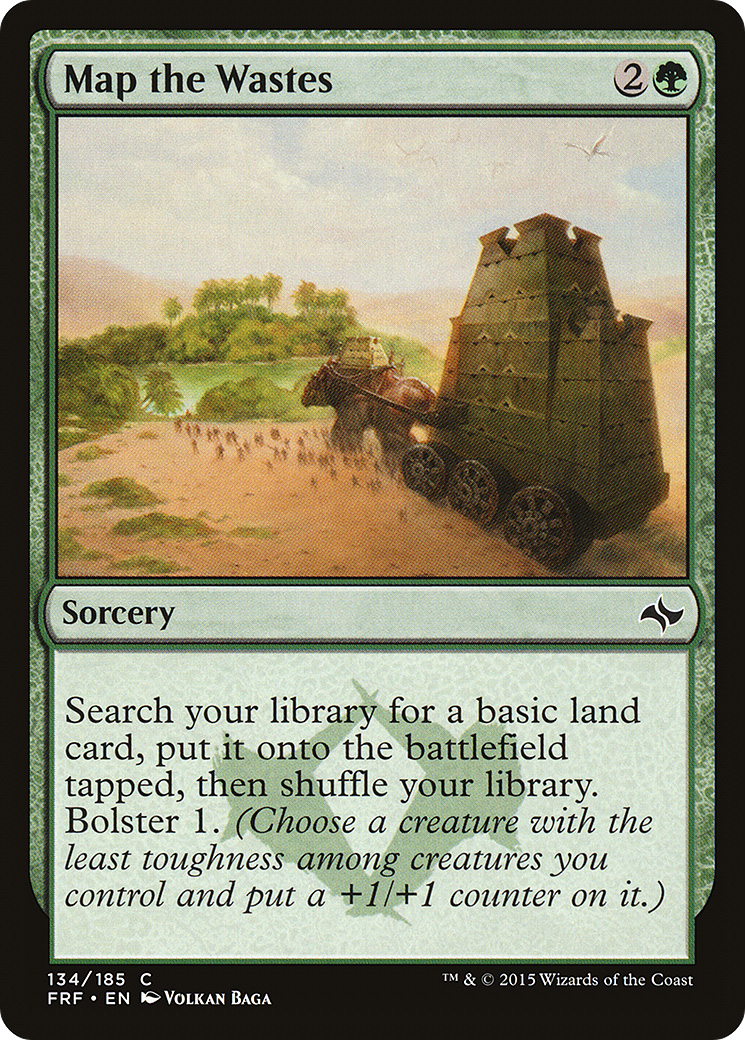 Map the Wastes 2
Sorcery
Search your library for a basic land
card, put it onto the battlefield
tapped, then shuffle your library.
Bolster 1. (Choose a creature with the
least toughness among creatures you
control and put a +1/+1 counter on it.)
134/185 C
™ & © 2015 Wizards of the Coast
FRF • EN Volkan Baga